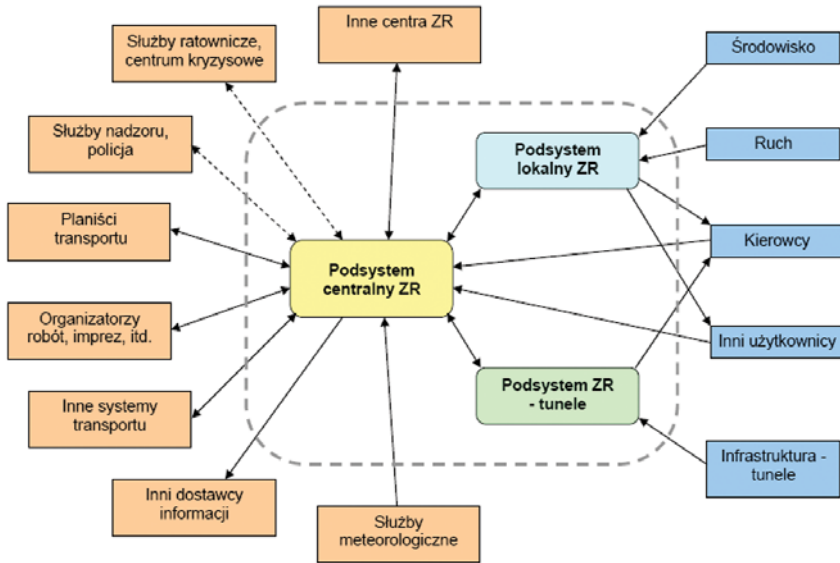 Inne centra ZR
Służby ratownicze,
centrum kryzysowe
Środowisko
Służby nadzoru,
policja
Podsystem
lokalny ZR
Ruch
Planiści
transportu
Kierowcy
Podsystem
centralny ZR
Organizatorzy
robót, imprez, itd.
Inni użytkownicy
Podsystem ZR
- tunele
Inne systemy
transportu
Infrastruktura -
tunele
Inni dostawcy
informacji
Służby
meteorologiczne